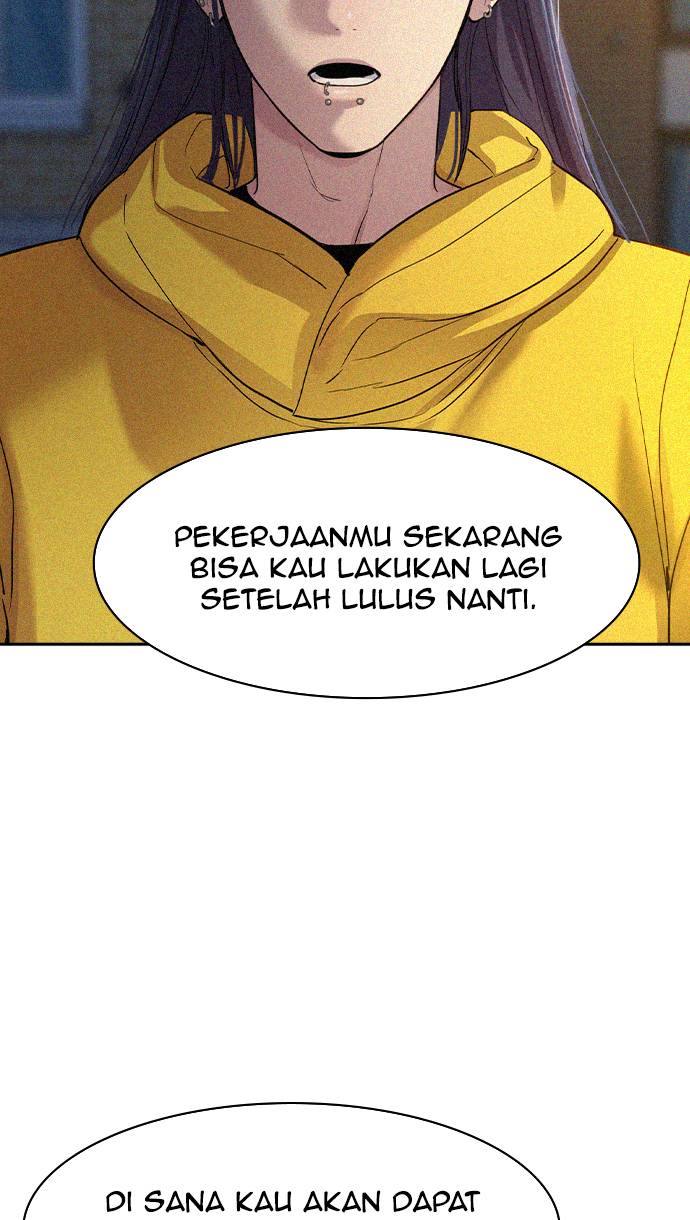 PEKERJAANMU SEKARANG
BISA KAU LAKUKAN LAGI
SETELAH LULUS NANTI.
DI SANA KAU AKAN DAPAT